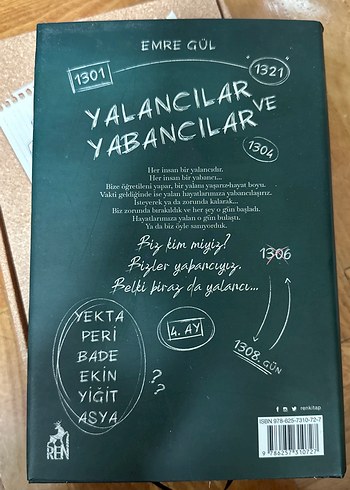 EMRE GÜL
1301
1321
YALANCILAR VE
YABANCILAR
1304
Her insan bir yalancıdır.
Her insan bir yabancı...
Bize öğretileni yapar, bir yalanı yaşarız hayat boyu.
Vakti geldiğinde ise yalan hayatlarımıza yabancılaşırız.
İsteyerek ya da zorunda kalarak...
Biz zorunda bırakıldık ve her şey o gün başladı.
Hayatlarımıza yalan o gün bulaştı.
Ya da biz öyle sanıyorduk.
Biz kim miyiz?
Bizler yabancıyız.
Belki biraz da yalancı...
1306
4. AY
1308. GÜN
YEKTA
PERİ
BADE
EKİN
YİĞİT
ASYA
? ?
renkitap
REN
ISBN 978-625-7310-72-7
9 786257 310727